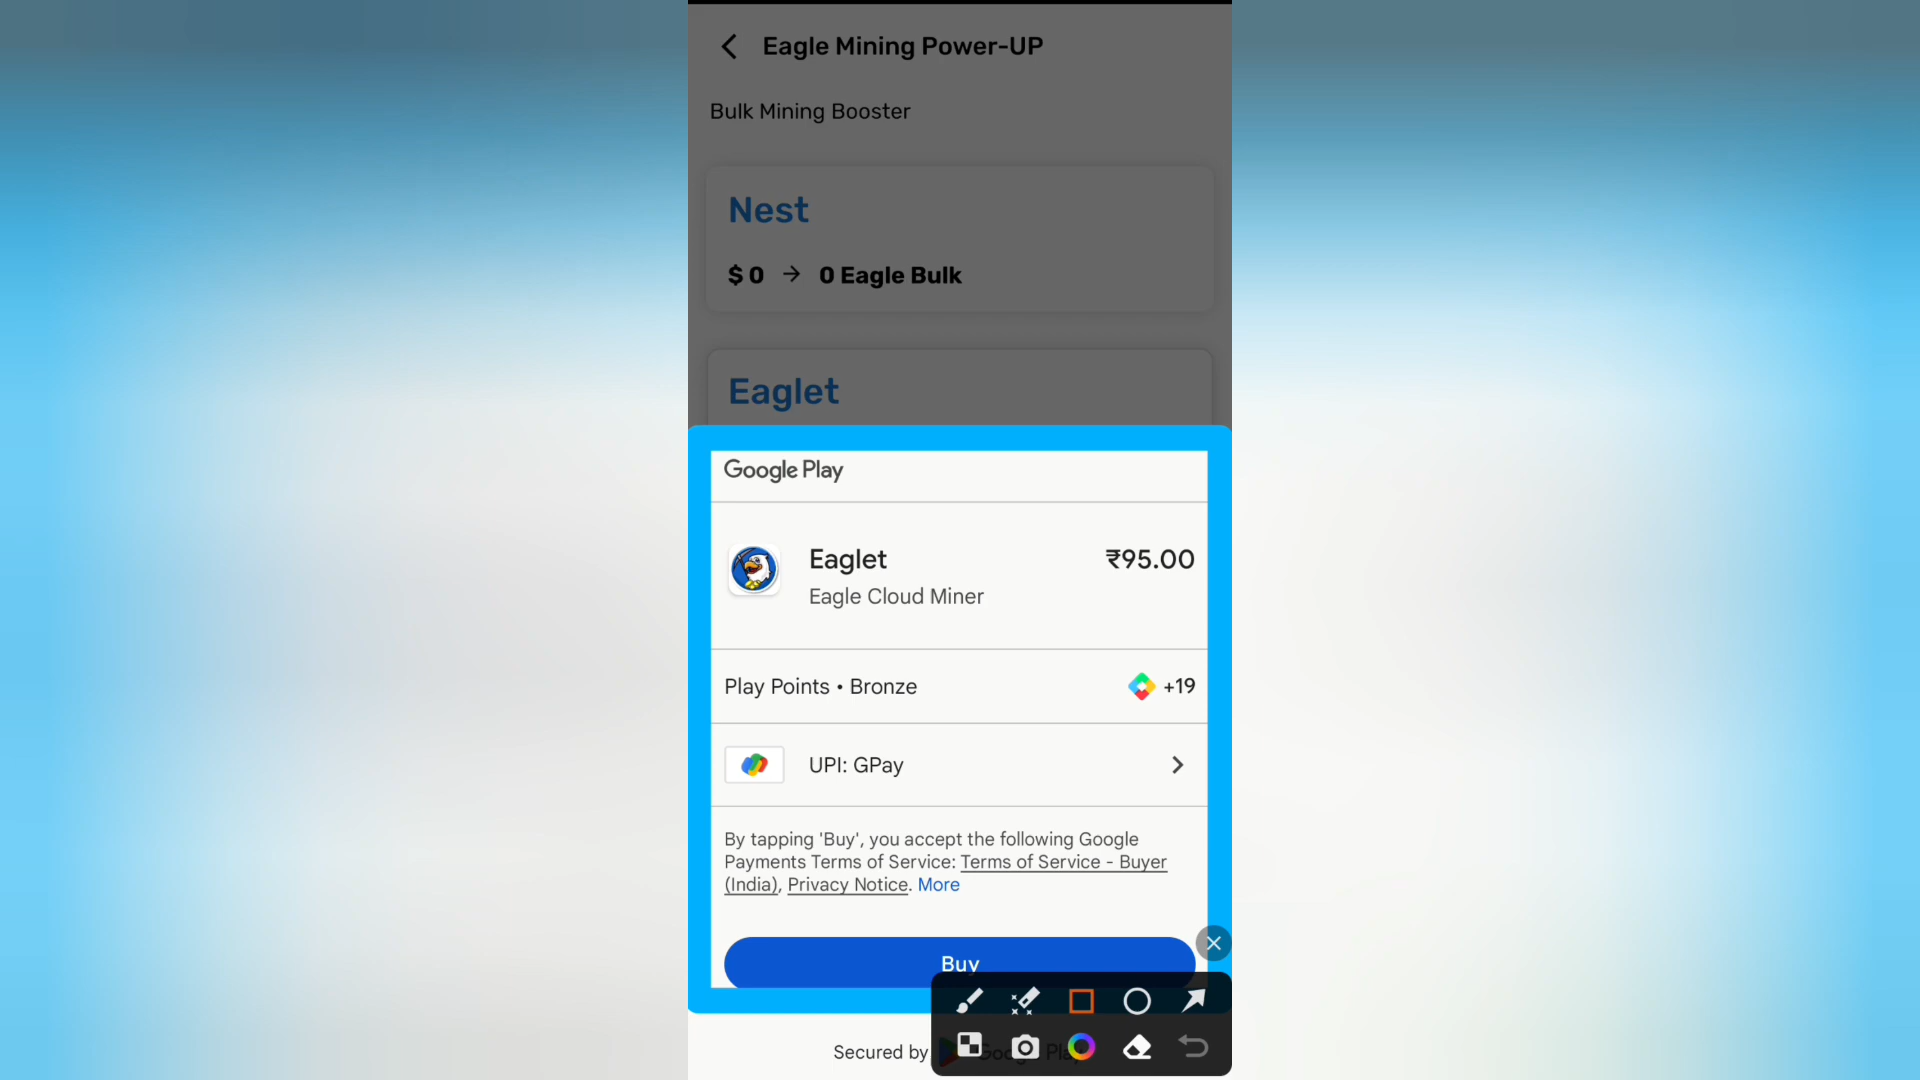 Eagle Mining Power-UP
Bulk Mining Booster
Nest
$ 0 → 0 Eagle Bulk
Eaglet
Google Play
Eaglet
₹95.00
Eagle Cloud Miner
Play Points • Bronze
+19
UPI: GPay
By tapping 'Buy', you accept the following Google
Payments Terms of Service: Terms of Service - Buyer
(India), Privacy Notice. More
Buy
Secured by Google Play